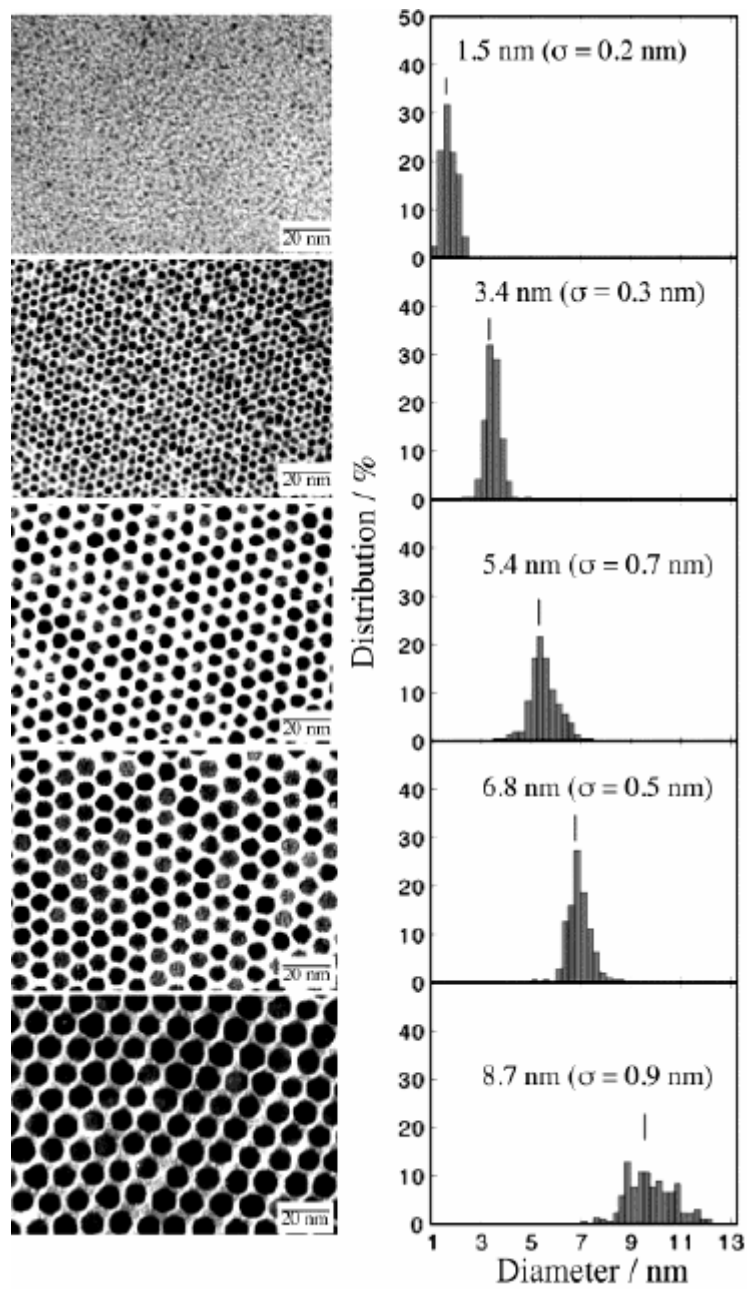 20 nm
20 nm
20 nm
20 nm
20 nm
Distribution / %
50
40
30
20
10
0
1.5 nm (σ = 0.2 nm)
40
30
20
10
0
3.4 nm (σ = 0.3 nm)
40
30
20
10
0
5.4 nm (σ = 0.7 nm)
40
30
20
10
0
6.8 nm (σ = 0.5 nm)
40
30
20
10
0
8.7 nm (σ = 0.9 nm)
1 3 5 7 9 11 13
Diameter / nm